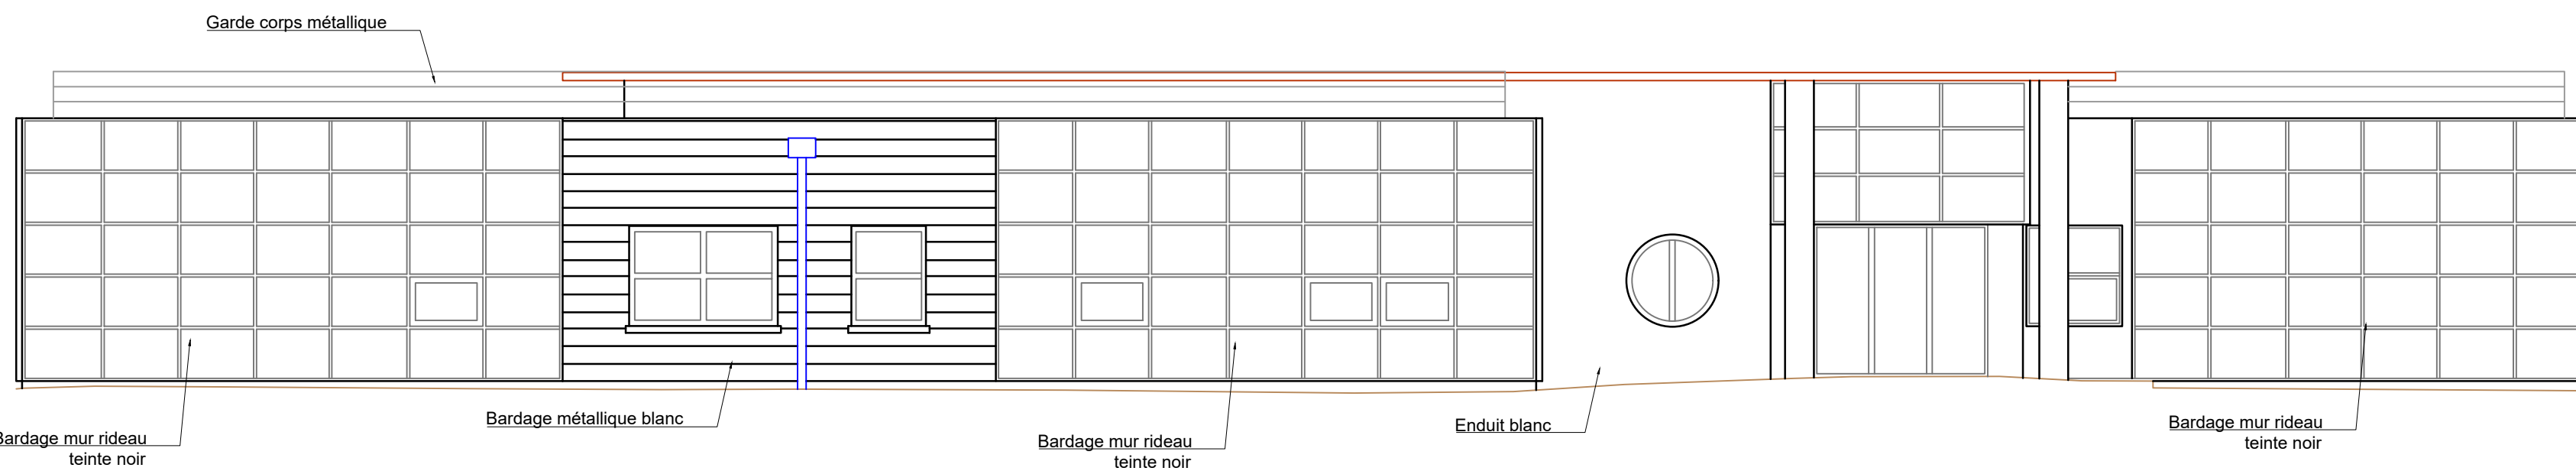 Garde corps métallique
Bardage mur rideau
teinte noir
Bardage métallique blanc
Bardage mur rideau
teinte noir
Enduit blanc
Bardage mur rideau
teinte noir